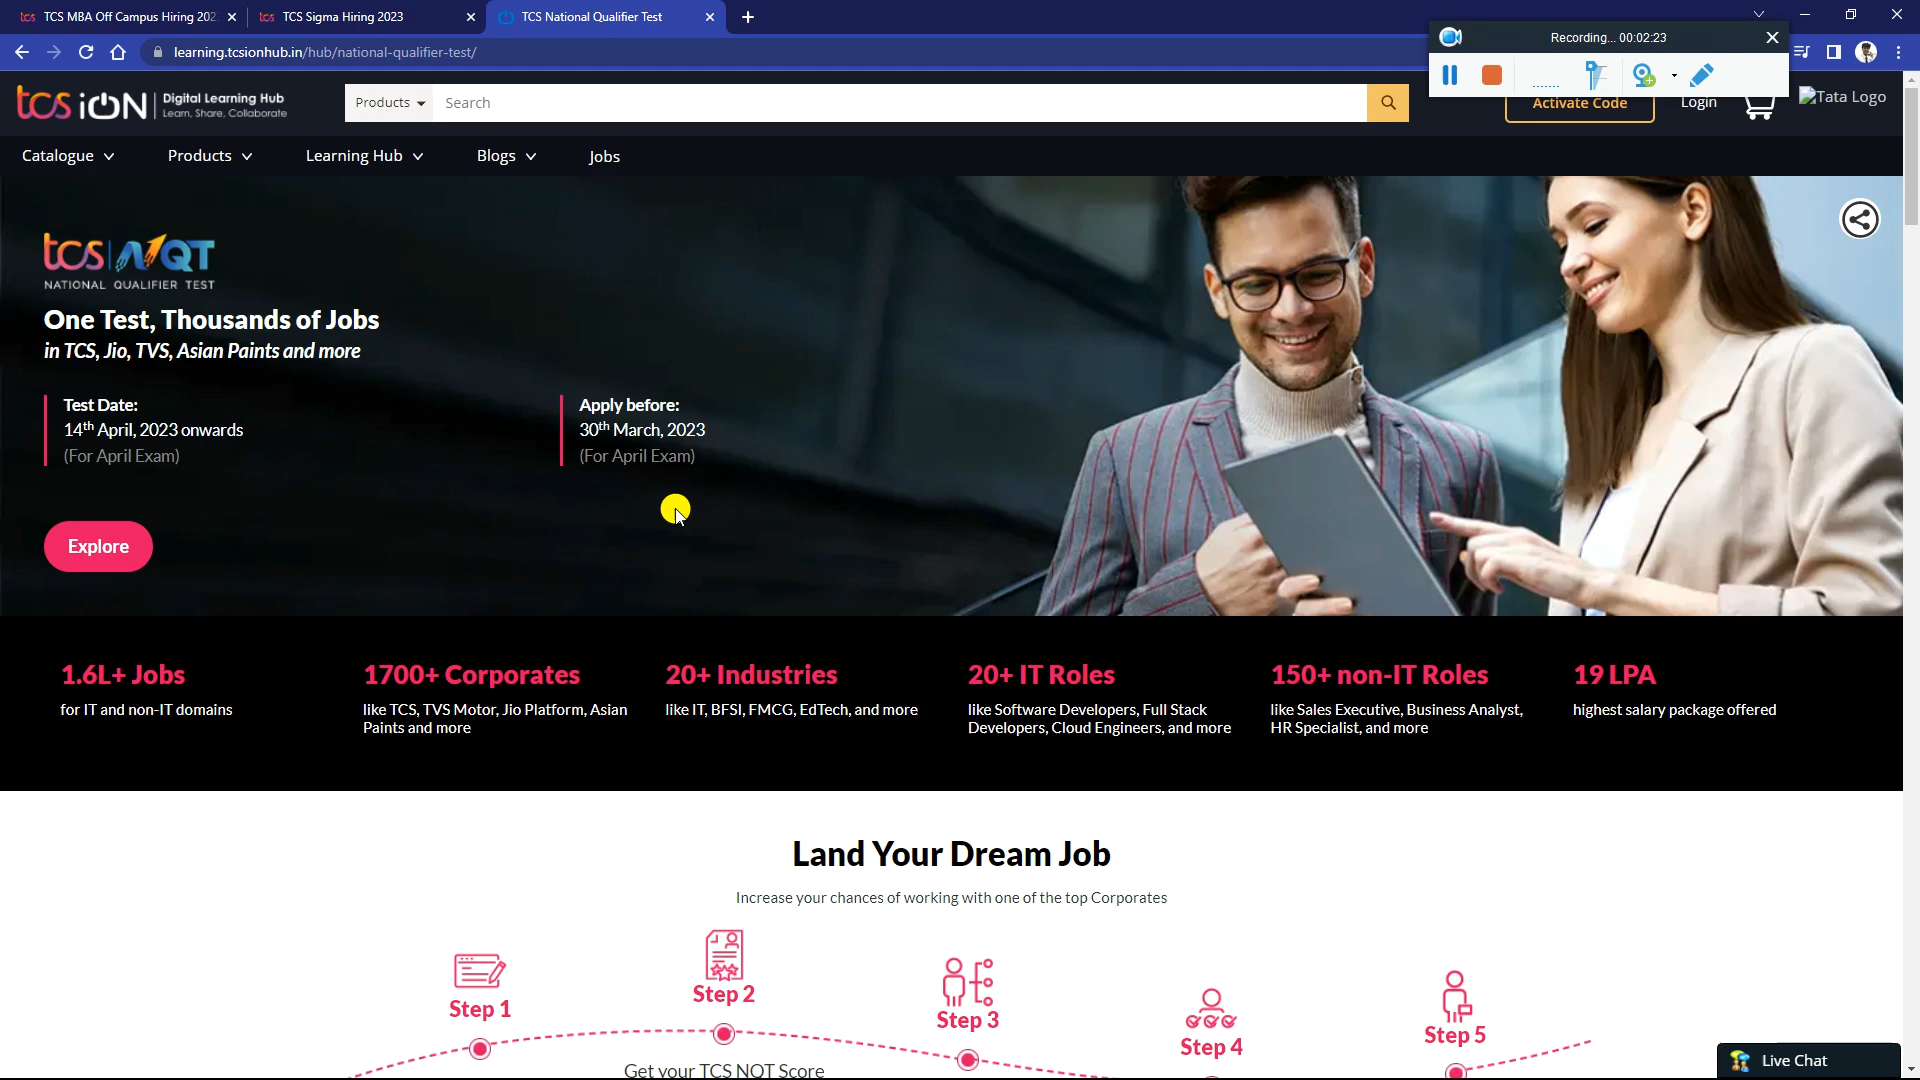 TCS MBA Off Campus Hiring 202
TCS Sigma Hiring 2023
TCS National Qualifier Test
learning.tcsionhub.in/hub/national-qualifier-test/
Recording... 00:02:23
tcs iON
Digital Learning Hub
Learn, Share, Collaborate
Products
Search
Activate Code
Login
Tata Logo
Catalogue
Products
Learning Hub
Blogs
Jobs
tcs NQT
NATIONAL QUALIFIER TEST
One Test, Thousands of Jobs
in TCS, Jio, TVS, Asian Paints and more
Test Date:
14th April, 2023 onwards
(For April Exam)
Apply before:
30th March, 2023
(For April Exam)
Explore
1.6L+ Jobs
for IT and non-IT domains
1700+ Corporates
like TCS, TVS Motor, Jio Platform, Asian
Paints and more
20+ Industries
like IT, BFSI, FMCG, EdTech, and more
20+ IT Roles
like Software Developers, Full Stack
Developers, Cloud Engineers, and more
150+ non-IT Roles
like Sales Executive, Business Analyst,
HR Specialist, and more
19 LPA
highest salary package offered
Land Your Dream Job
Increase your chances of working with one of the top Corporates
Step 1
Step 2
Step 3
Step 4
Step 5
Get your TCS NQT Score
Live Chat